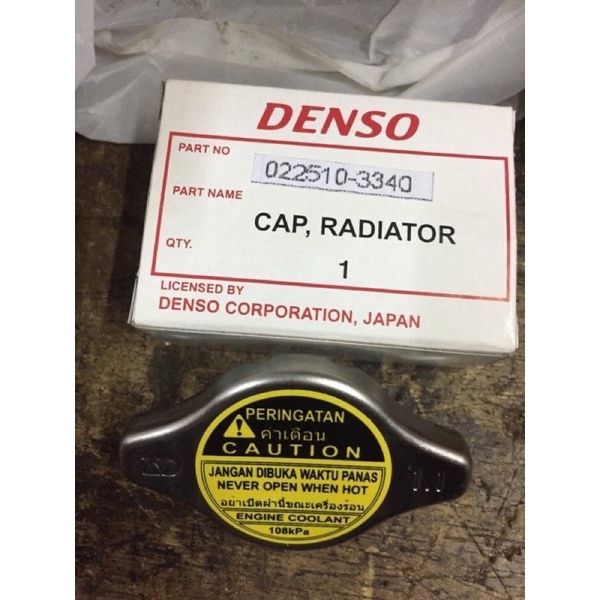 DENSO
PART NO
022510-3340
PART NAME
CAP, RADIATOR
QTY.
1
LICENSED BY
DENSO CORPORATION, JAPAN
PERINGATAN
คำเตือน
CAUTION
JANGAN DIBUKA WAKTU PANAS
NEVER OPEN WHEN HOT
อย่าเปิดฝานี้ขณะเครื่องร้อน
ENGINE COOLANT
108kPa